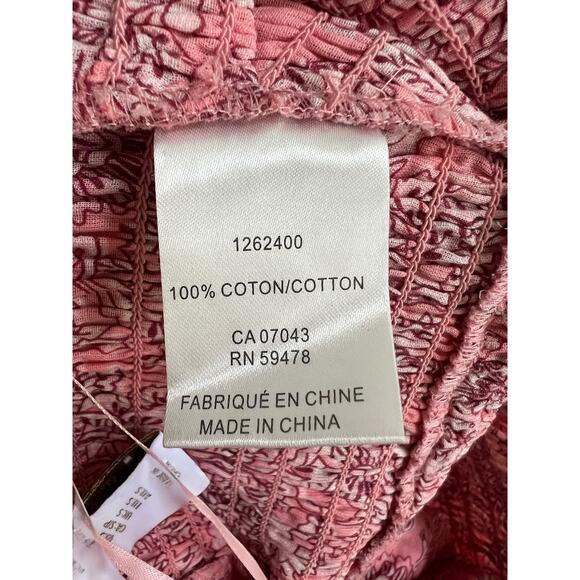 1262400
100% COTON/COTTON
CA 07043
RN 59478
FABRIQUÉ EN CHINE
MADE IN CHINA